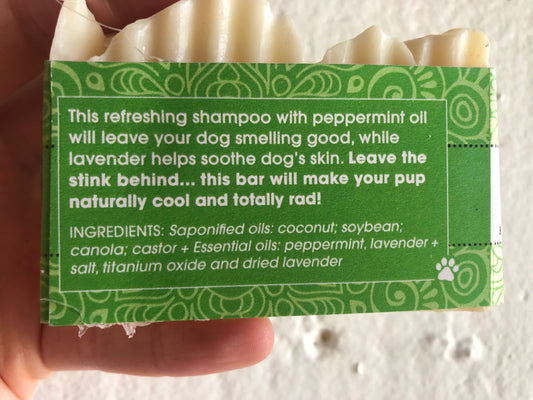 This refreshing shampoo with peppermint oil
will leave your dog smelling good, while
lavender helps soothe dog's skin. Leave the
stink behind... this bar will make your pup
naturally cool and totally rad!
INGREDIENTS: Saponified oils: coconut; soybean;
canola; castor + Essential oils: peppermint, lavender +
salt, titanium oxide and dried lavender